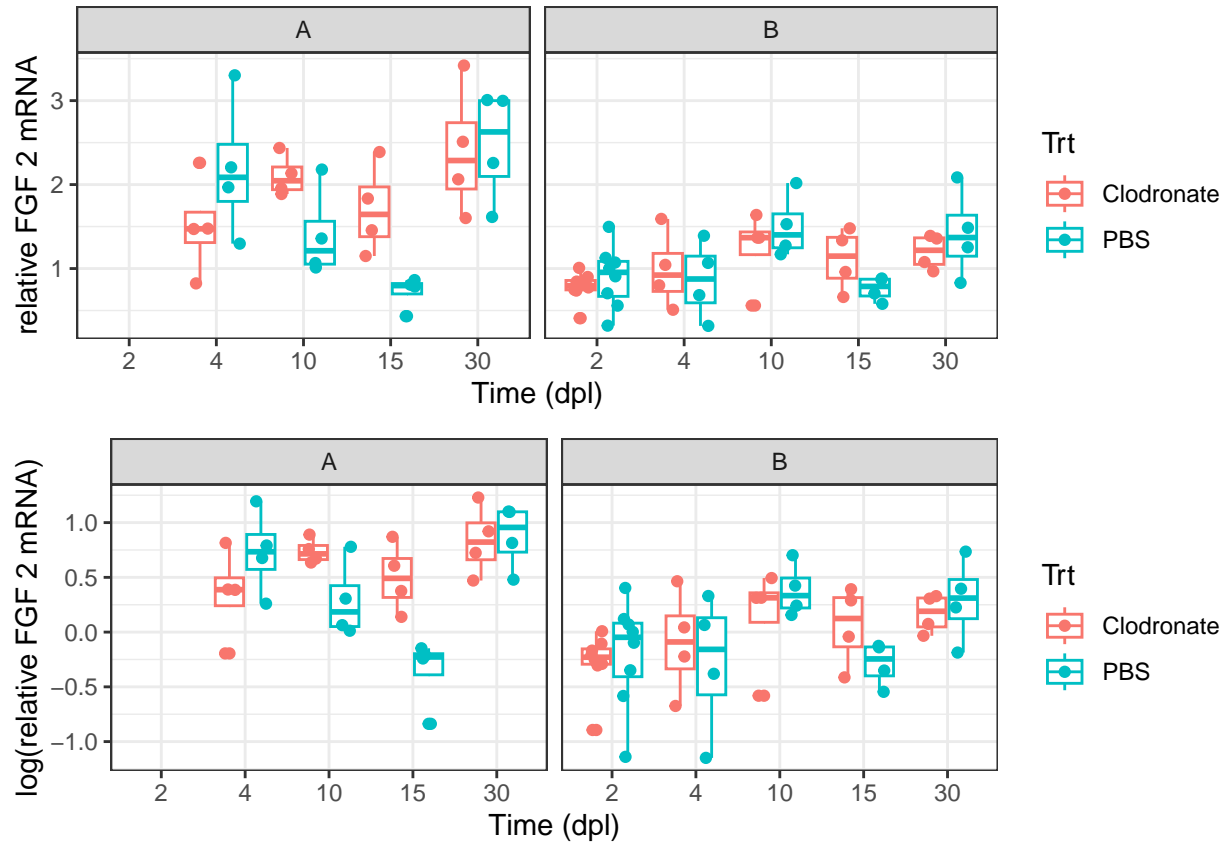 A B
relative FGF 2 mRNA
3
2
1
2 4 10 15 30 2 4 10 15 30
Time (dpl)
Trt
Clodronate
PBS
A B
log(relative FGF 2 mRNA)
1.0
0.5
0.0
−0.5
−1.0
2 4 10 15 30 2 4 10 15 30
Time (dpl)
Trt
Clodronate
PBS